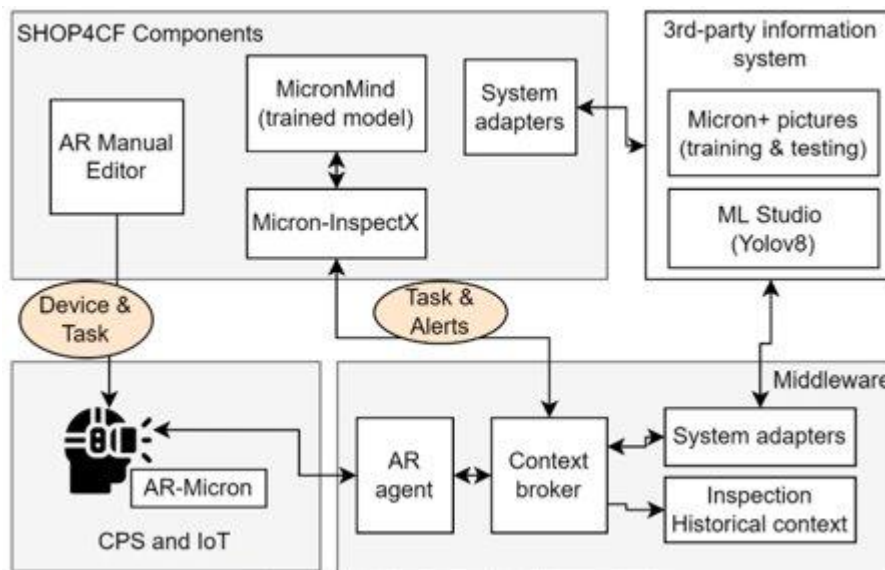 SHOP4CF Components
MicronMind
(trained model)
System
adapters
AR Manual
Editor
Micron-InspectX
3rd-party information
system
Micron+ pictures
(training & testing)
ML Studio
(Yolov8)
Device &
Task
Task &
Alerts
AR-Micron
CPS and IoT
Middleware
AR
agent
Context
broker
System adapters
Inspection
Historical context